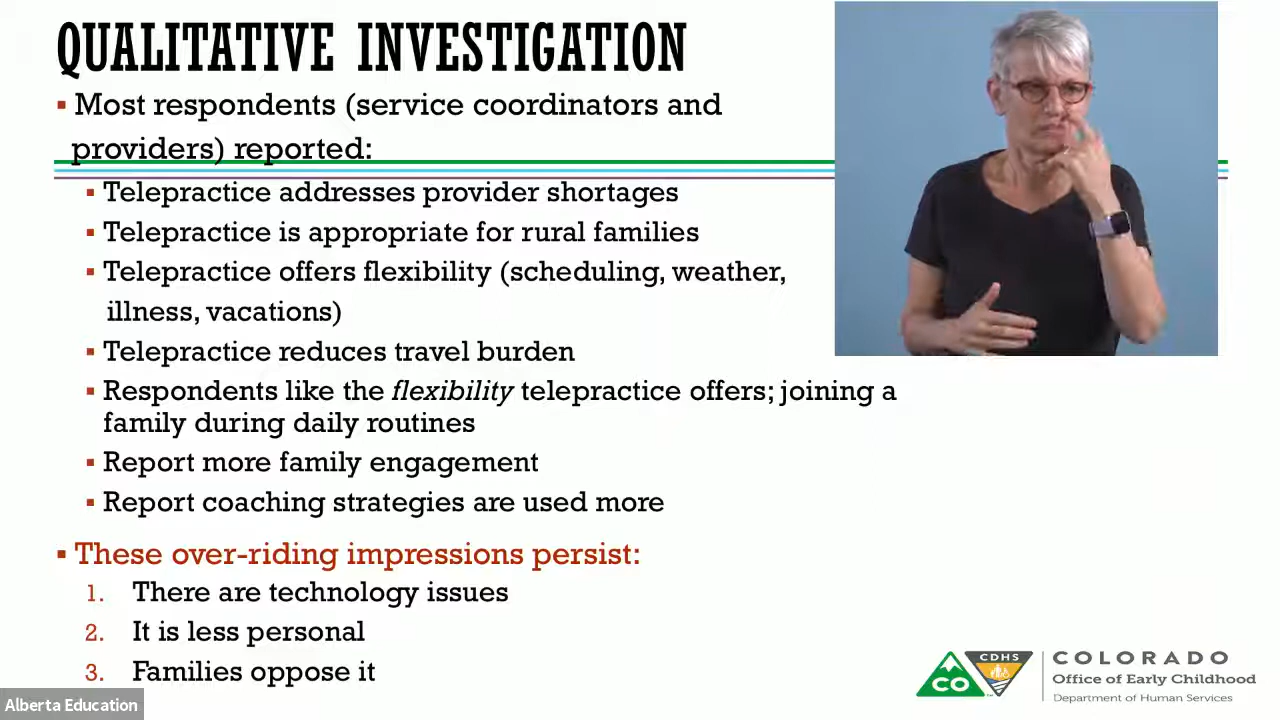 QUALITATIVE INVESTIGATION
▪ Most respondents (service coordinators and
providers) reported:
▪ Telepractice addresses provider shortages
▪ Telepractice is appropriate for rural families
▪ Telepractice offers flexibility (scheduling, weather,
illness, vacations)
▪ Telepractice reduces travel burden
▪ Respondents like the flexibility telepractice offers; joining a
family during daily routines
▪ Report more family engagement
▪ Report coaching strategies are used more
▪ These over-riding impressions persist:
1. There are technology issues
2. It is less personal
3. Families oppose it
CO
CDHS
COLORADO
Office of Early Childhood
Department of Human Services
Alberta Education